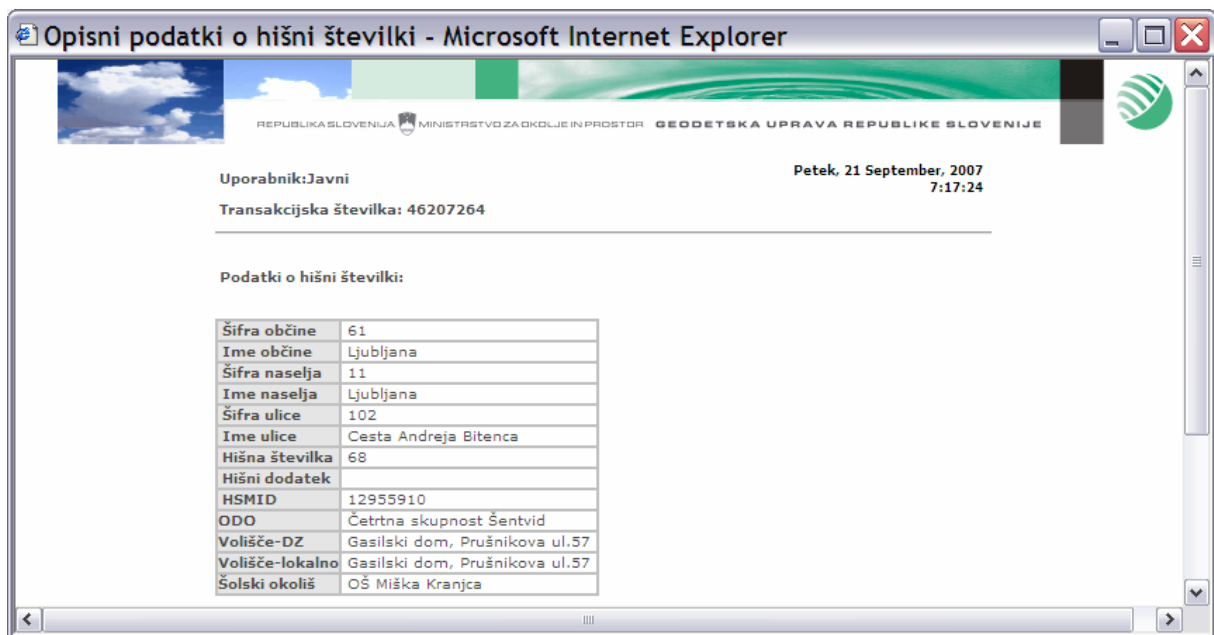 Opisni podatki o hišni številki - Microsoft Internet Explorer
REPUBLIKA SLOVENIJA MINISTRSTVO ZA OKOLJE IN PROSTOR GEODETSKA UPRAVA REPUBLIKE SLOVENIJE
Uporabnik:Javni
Petek, 21 September, 2007
7:17:24
Transakcijska številka: 46207264
Podatki o hišni številki:
Šifra občine 61
Ime občine Ljubljana
Šifra naselja 11
Ime naselja Ljubljana
Šifra ulice 102
Ime ulice Cesta Andreja Bitenca
Hišna številka 68
Hišni dodatek
HSMID 12955910
ODO Četrtna skupnost Šentvid
Volišče-DZ Gasilski dom, Prušnikova ul.57
Volišče-lokalno Gasilski dom, Prušnikova ul.57
Šolski okoliš OŠ Miška Kranjca